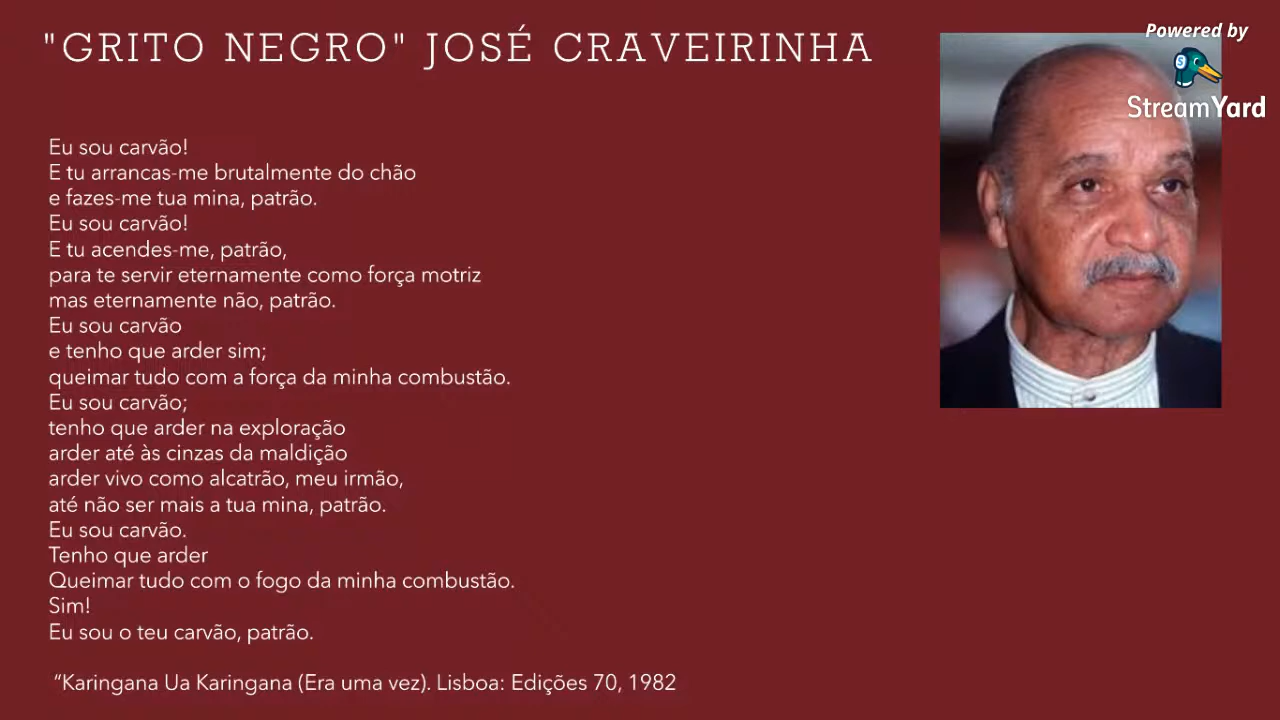 "GRITO NEGRO" JOSÉ CRAVEIRINHA
Powered by
StreamYard
Eu sou carvão!
E tu arrancas-me brutalmente do chão
e fazes-me tua mina, patrão.
Eu sou carvão!
E tu acendes-me, patrão,
para te servir eternamente como força motriz
mas eternamente não, patrão.
Eu sou carvão
e tenho que arder sim;
queimar tudo com a força da minha combustão.
Eu sou carvão;
tenho que arder na exploração
arder até às cinzas da maldição
arder vivo como alcatrão, meu irmão,
até não ser mais a tua mina, patrão.
Eu sou carvão.
Tenho que arder
Queimar tudo com o fogo da minha combustão.
Sim!
Eu sou o teu carvão, patrão.
“Karingana Ua Karingana (Era uma vez). Lisboa: Edições 70, 1982